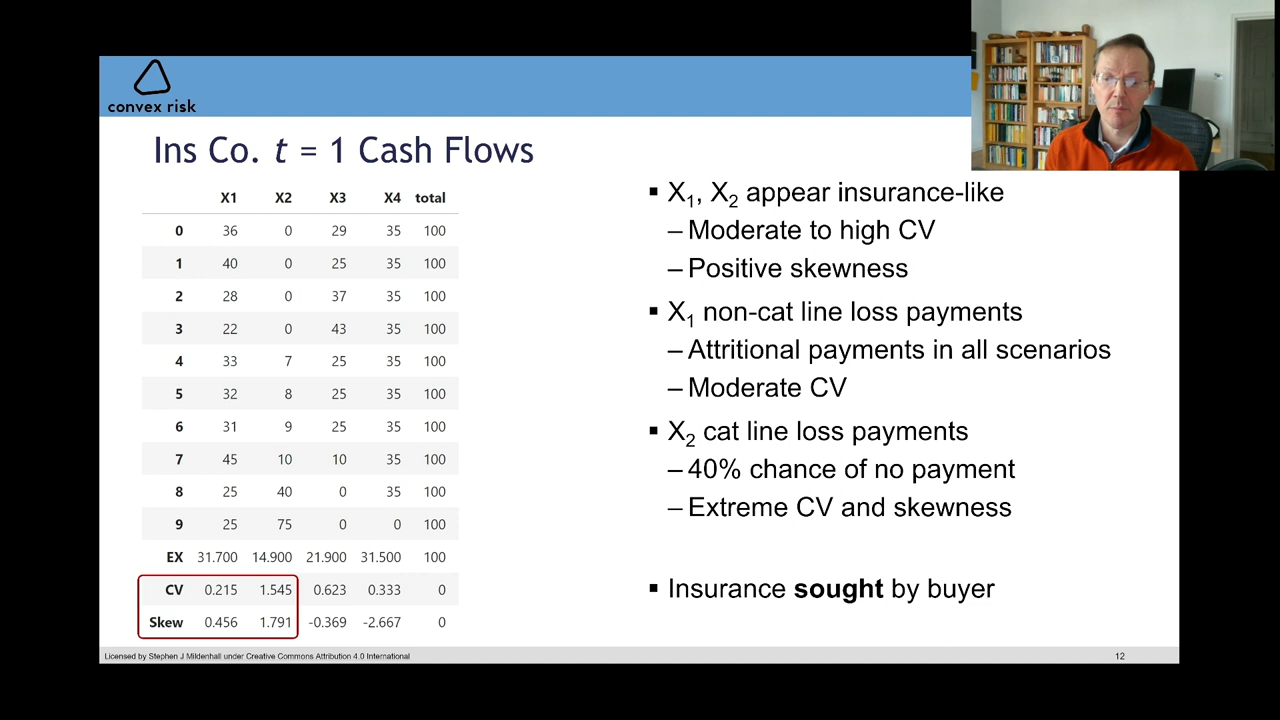 convex risk
Ins Co. t = 1 Cash Flows
X1 X2 X3 X4 total
0 36 0 29 35 100
1 40 0 25 35 100
2 28 0 37 35 100
3 22 0 43 35 100
4 33 7 25 35 100
5 32 8 25 35 100
6 31 9 25 35 100
7 45 10 10 35 100
8 25 40 0 35 100
9 25 75 0 0 100
EX 31.700 14.900 21.900 31.500 100
CV 0.215 1.545 0.623 0.333 0
Skew 0.456 1.791 -0.369 -2.667 0
▪ X1, X2 appear insurance-like
– Moderate to high CV
– Positive skewness
▪ X1 non-cat line loss payments
– Attritional payments in all scenarios
– Moderate CV
▪ X2 cat line loss payments
– 40% chance of no payment
– Extreme CV and skewness
▪ Insurance sought by buyer
Licensed by Stephen J Mildenhall under Creative Commons Attribution 4.0 International
12